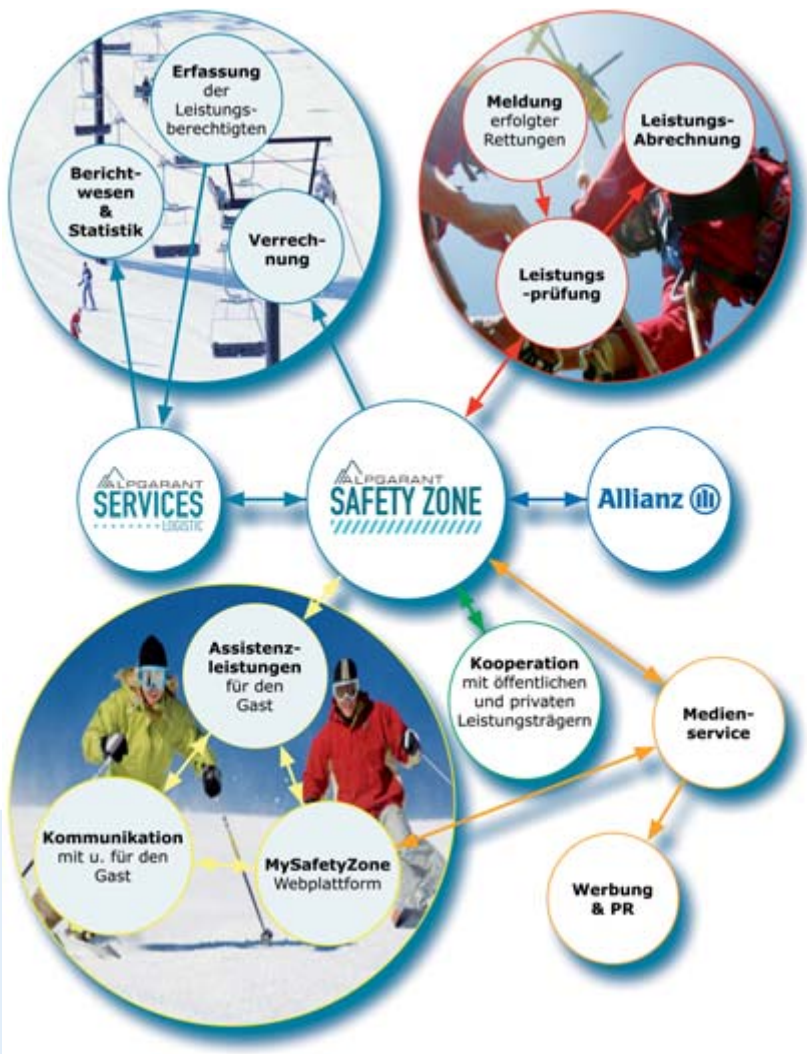 Erfassung
der
Leistungs-
berechtigten
Bericht-
wesen
&
Statistik
Verrech-
nung
Meldung
erfolgter
Rettungen
Leistungs-
Abrechnung
Leistungs
-prüfung
ALPGARANT
SERVICES
LOGISTIC
ALPGARANT
SAFETY ZONE
Allianz
Assistenz-
leistungen
für den
Gast
Kommunikation
mit u. für den
Gast
MySafetyZone
Webplattform
Kooperation
mit öffentlichen
und privaten
Leistungsträgern
Medien-
service
Werbung
& PR